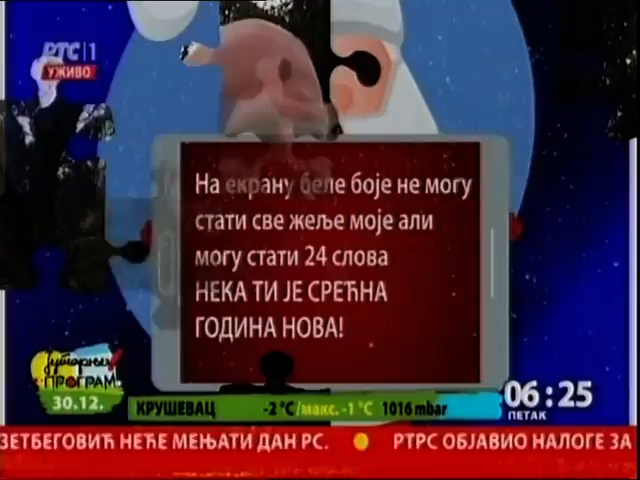 РТС 1
УЖИВО
На екрану беле боје не могу
стати све жеље моје али
могу стати 24 слова
НЕКА ТИ ЈЕ СРЕЋНА
ГОДИНА НОВА!
Јутарњи
ПРОГРАМ
30.12.
КРУШЕВАЦ -2 °C/макс. -1 °C 1016 mbar
06:25
ПЕТАК
ЗЕТБЕГОВИЋ НЕЋЕ МЕЊАТИ ДАН РС. РТРС ОБЈАВИО НАЛОГЕ ЗА